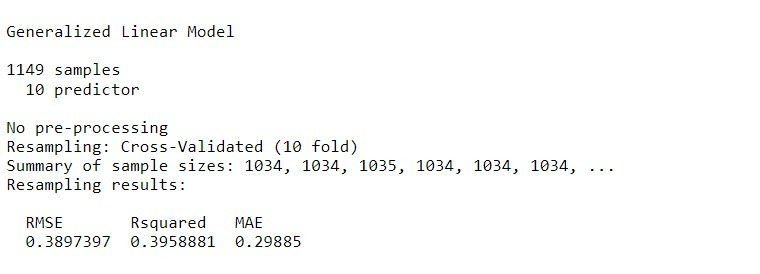 Generalized Linear Model
1149 samples
10 predictor
No pre-processing
Resampling: Cross-Validated (10 fold)
Summary of sample sizes: 1034, 1034, 1035, 1034, 1034, 1034, ...
Resampling results:
RMSE Rsquared MAE
0.3897397 0.3958881 0.29885